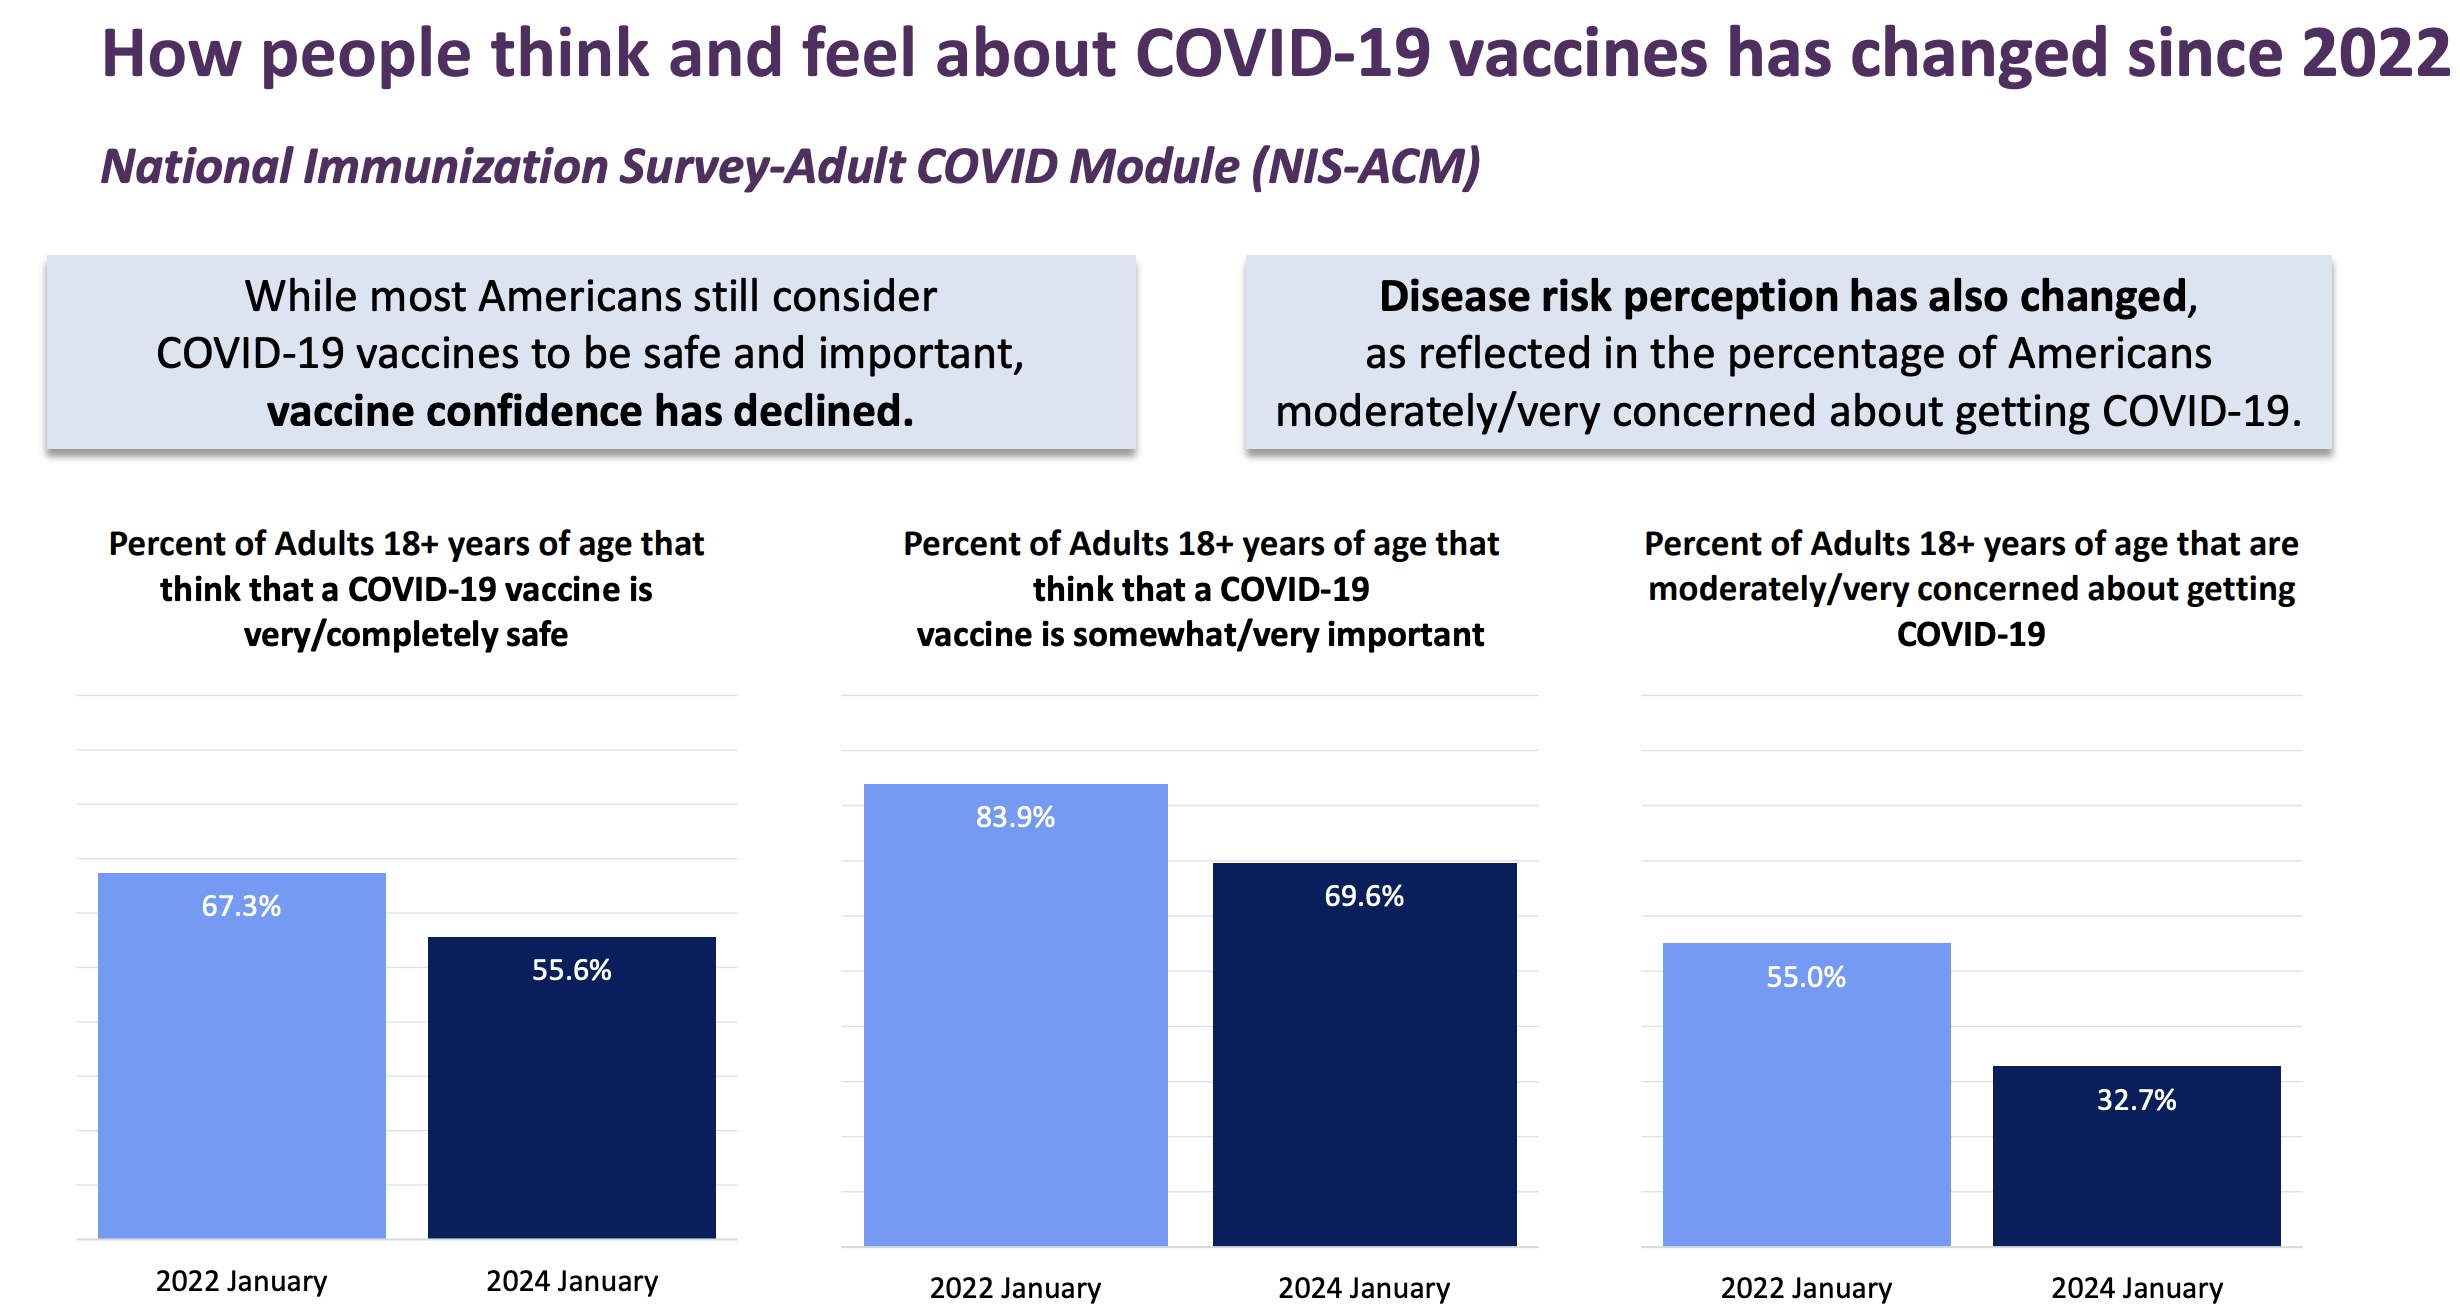 How people think and feel about COVID-19 vaccines has changed since 2022
National Immunization Survey-Adult COVID Module (NIS-ACM)
While most Americans still consider
COVID-19 vaccines to be safe and important,
vaccine confidence has declined.
Disease risk perception has also changed,
as reflected in the percentage of Americans
moderately/very concerned about getting COVID-19.
Percent of Adults 18+ years of age that
think that a COVID-19 vaccine is
very/completely safe
67.3%
55.6%
2022 January
2024 January
Percent of Adults 18+ years of age that
think that a COVID-19
vaccine is somewhat/very important
83.9%
69.6%
2022 January
2024 January
Percent of Adults 18+ years of age that are
moderately/very concerned about getting
COVID-19
55.0%
32.7%
2022 January
2024 January